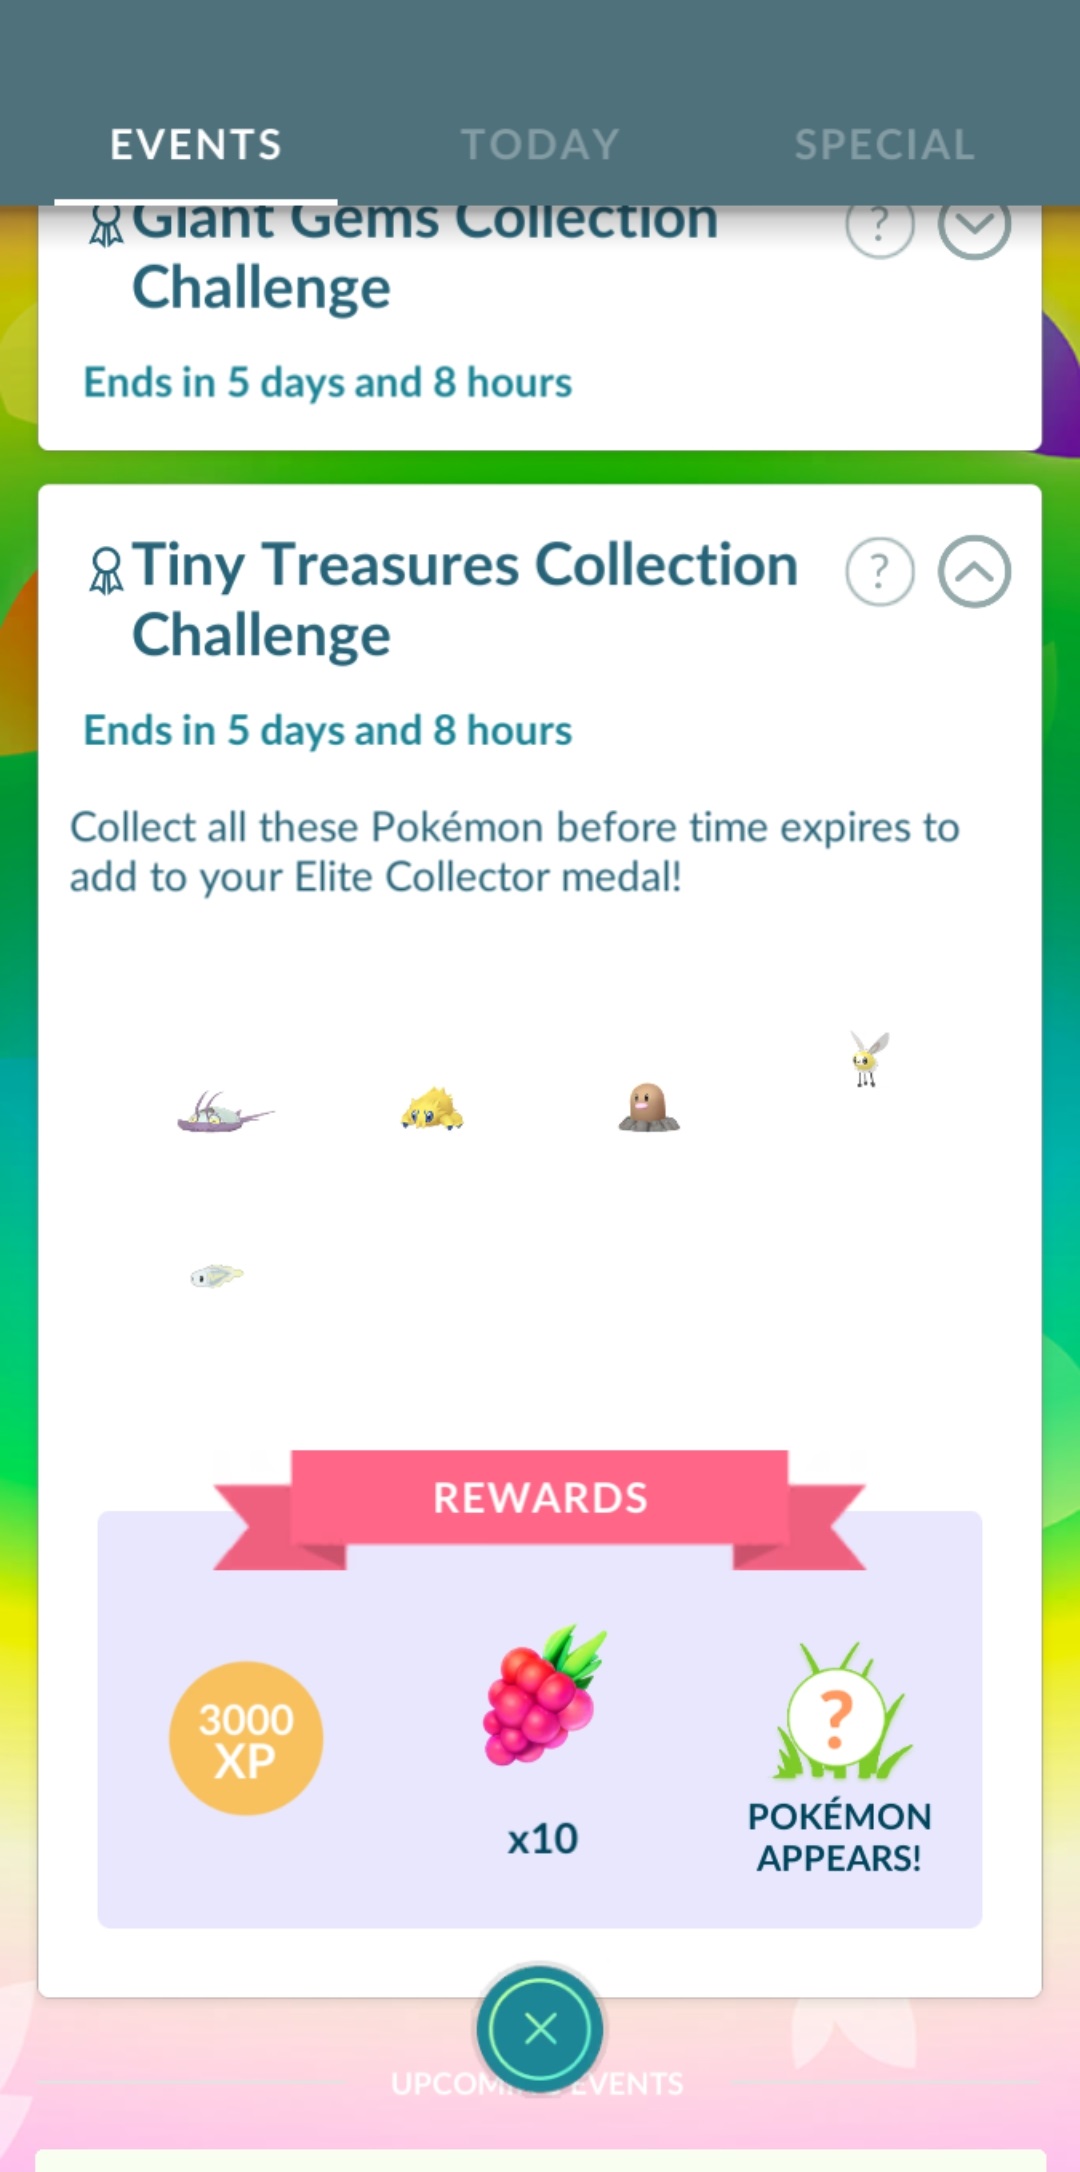 EVENTS
TODAY
SPECIAL
Giant Gems Collection
Challenge
?
Ends in 5 days and 8 hours
Tiny Treasures Collection
Challenge
?
Ends in 5 days and 8 hours
Collect all these Pokémon before time expires to
add to your Elite Collector medal!
REWARDS
3000
XP
x10
?
POKÉMON
APPEARS!
UPCOMING EVENTS